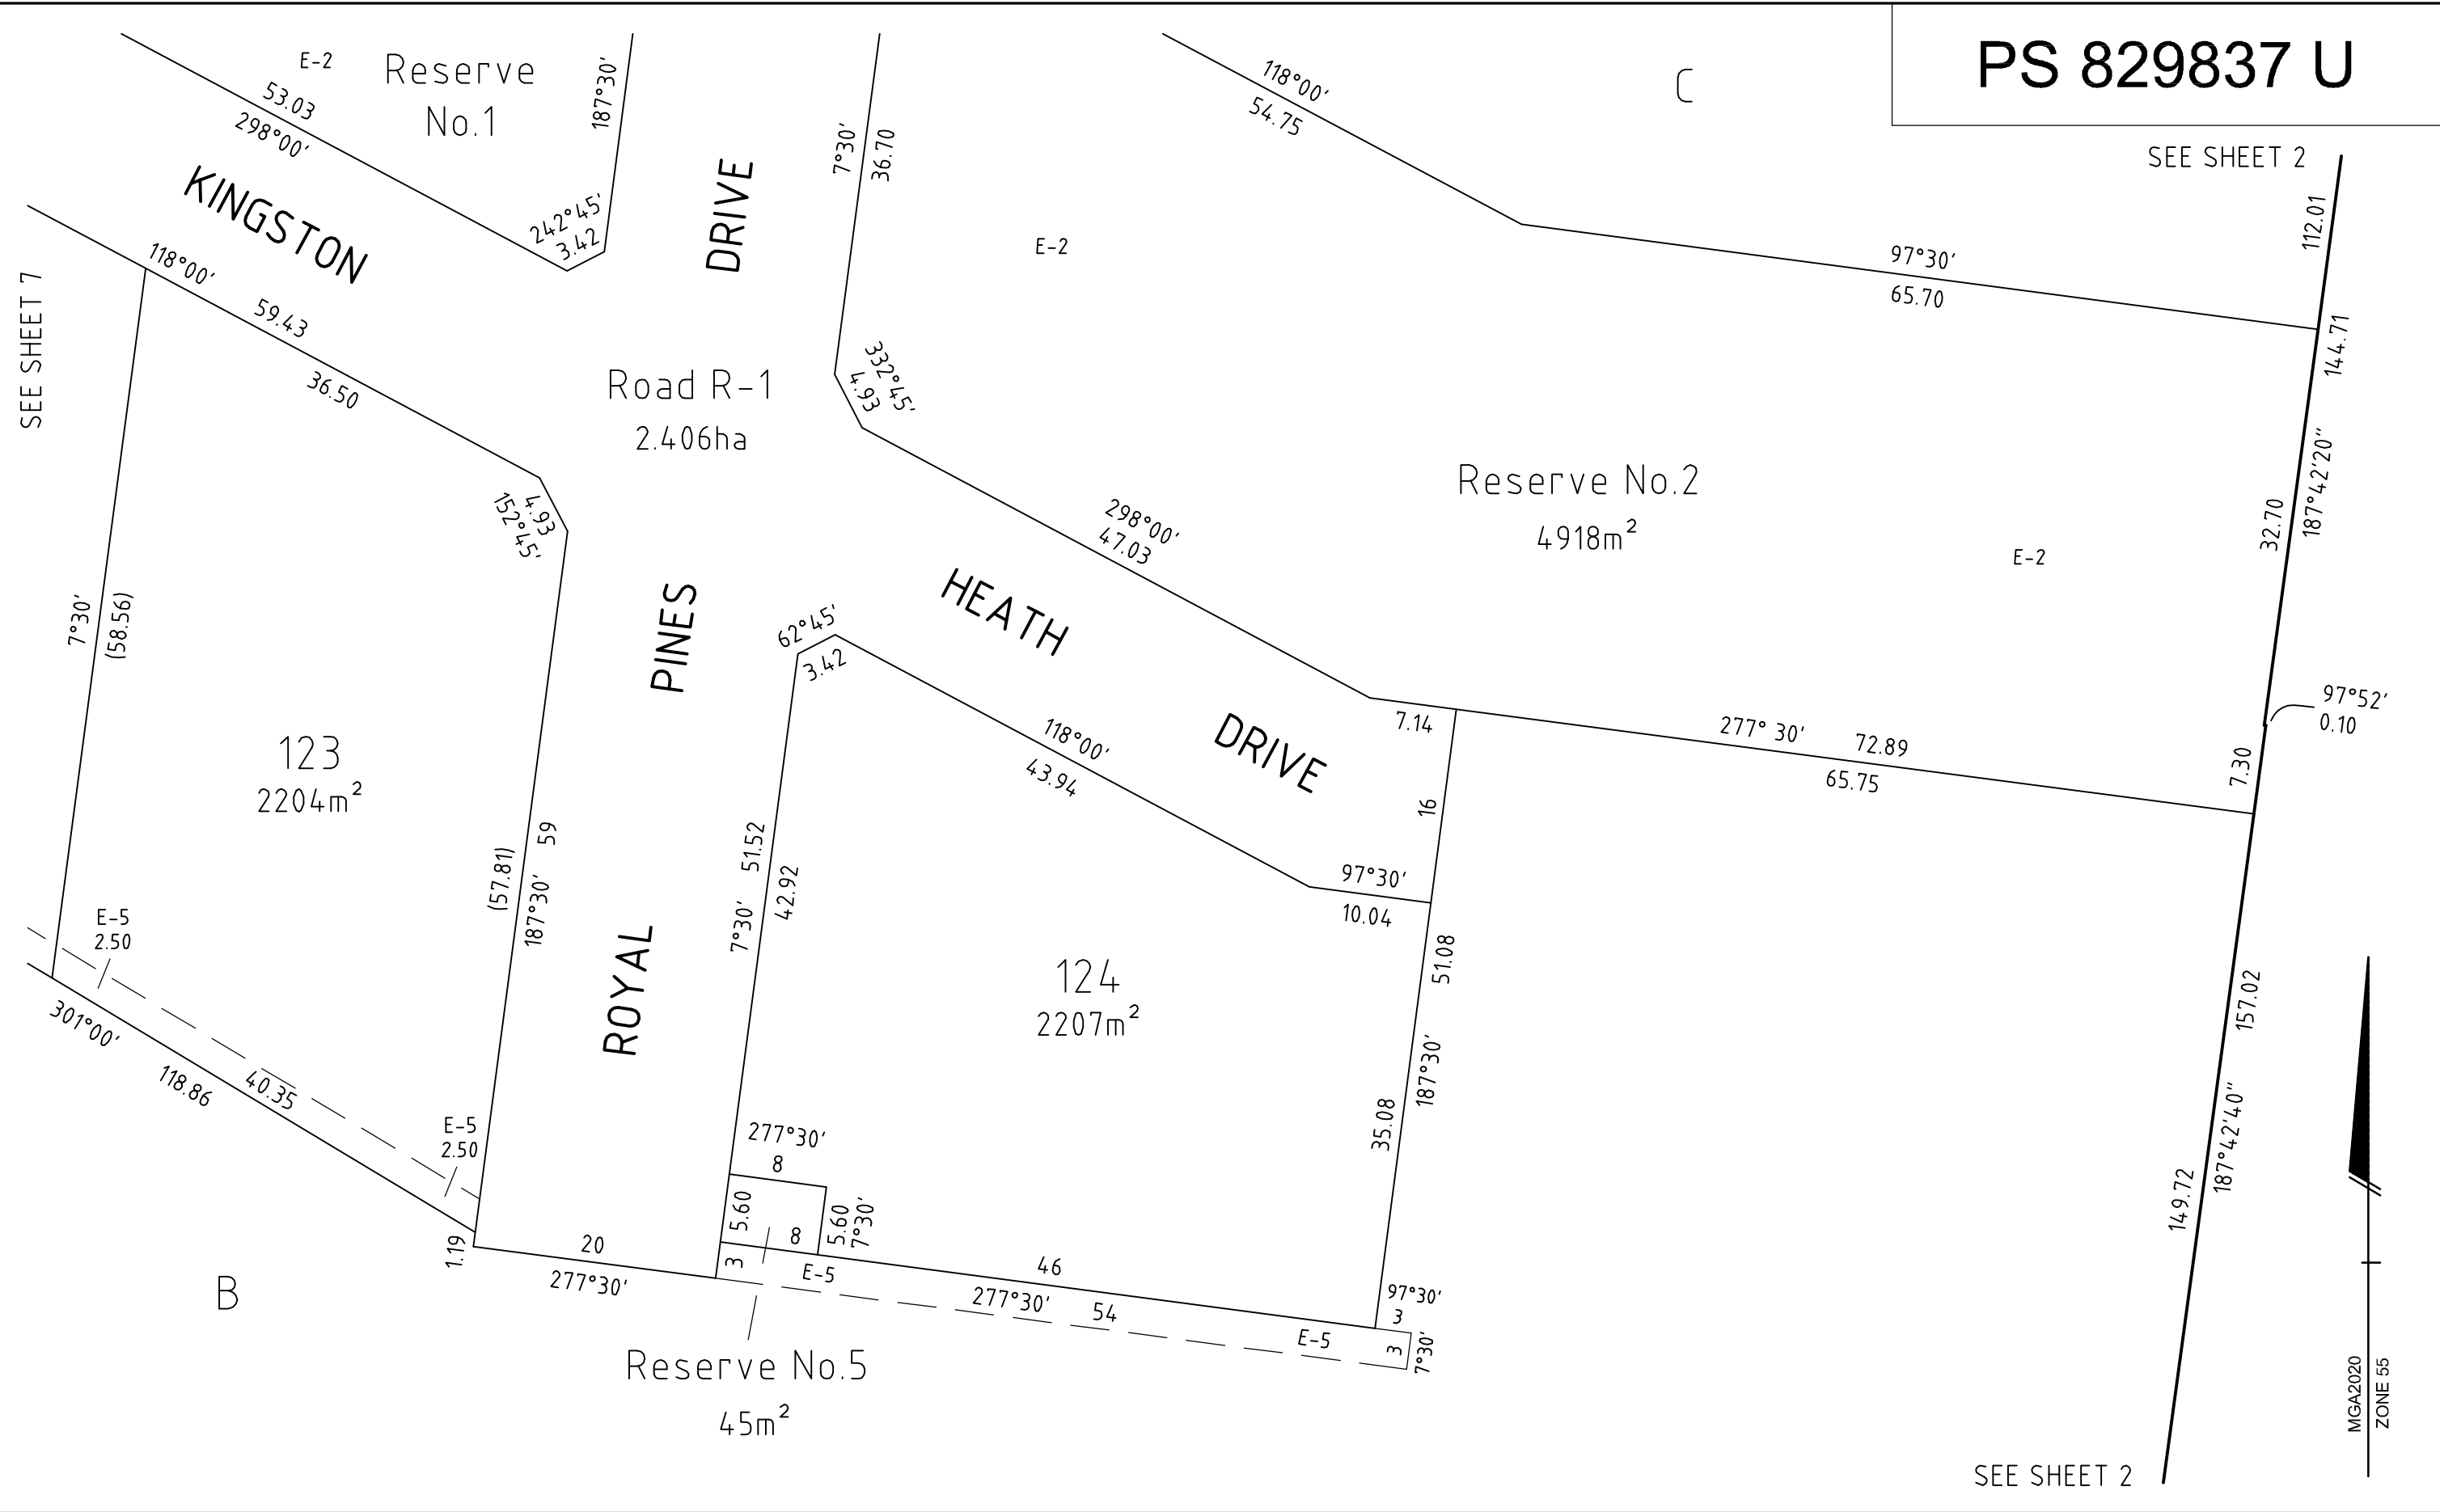 PS 829837 U
SEE SHEET 2
E-2
Reserve
No.1
187°30'
53.03
298°00'
242°45'
3.42
KINGSTON
DRIVE
7°30'
36.70
118°00'
54.75
C
E-2
97°30'
65.70
112.01
144.71
187°42'20"
32.70
SEE SHEET 7
118°00'
59.43
36.50
4.93
152°45'
Road R-1
2.406ha
332°45'
4.93
298°00'
47.03
Reserve No.2
4918m²
E-2
7°30'
(58.56)
123
2204m²
(57.81)
187°30'
59
PINES
ROYAL
62°45'
3.42
HEATH
DRIVE
118°00'
43.94
7.14
277° 30'
72.89
65.75
97°52'
0.10
7.30
16
97°30'
10.04
7°30'
51.52
42.92
124
2207m²
51.08
187°30'
35.08
157.02
187°42'40"
149.72
E-5
2.50
301°00'
118.86
40.35
E-5
2.50
1.19
20
277°30'
277°30'
8
5.60
8
5.60
7°30'
3
E-5
46
277°30'
54
E-5
97°30'
3
3
7°30'
B
Reserve No.5
45m²
MGA2020
ZONE 55
SEE SHEET 2